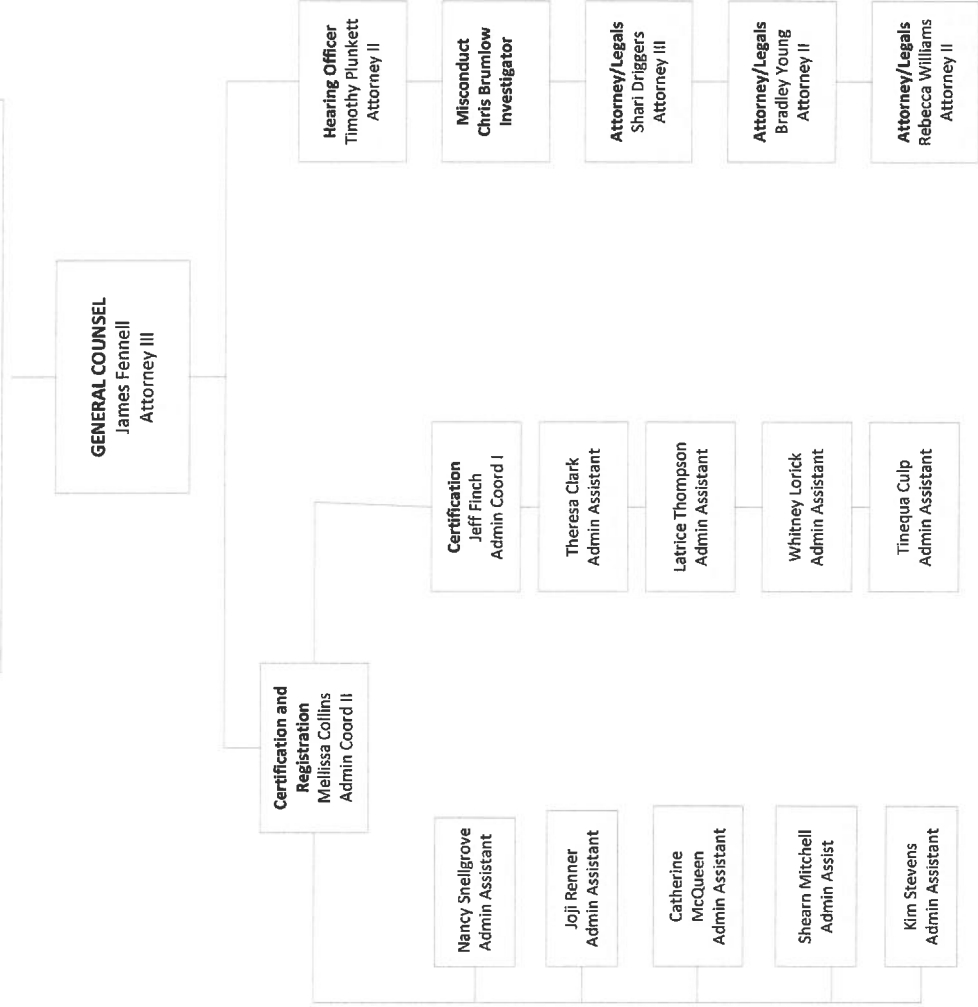 GENERAL COUNSEL
James Fennell
Attorney III
Certification and
Registration
Mellissa Collins
Admin Coord II
Nancy Snellgrove
Admin Assistant
Joji Renner
Admin Assistant
Catherine
McQueen
Admin Assistant
Shearn Mitchell
Admin Assist
Kim Stevens
Admin Assistant
Certification
Jeff Finch
Admin Coord I
Theresa Clark
Admin Assistant
Latrice Thompson
Admin Assistant
Whitney Lorick
Admin Assistant
Tinequa Culp
Admin Assistant
Hearing Officer
Timothy Plunkett
Attorney II
Misconduct
Chris Brumlow
Investigator
Attorney/Legals
Shari Driggers
Attorney III
Attorney/Legals
Bradley Young
Attorney II
Attorney/Legals
Rebecca Williams
Attorney II